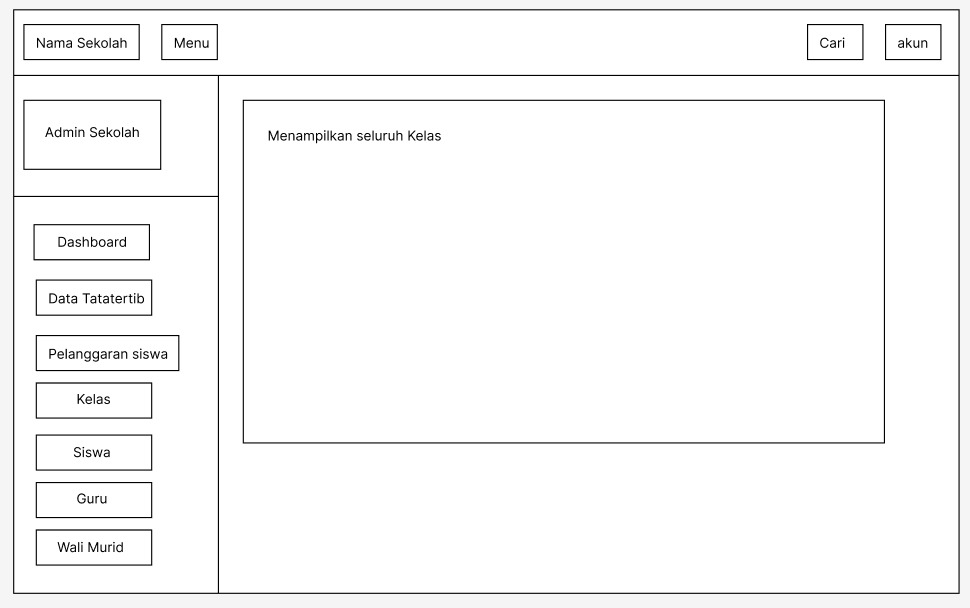 Nama Sekolah
Menu
Cari
akun
Admin Sekolah
Menampilkan seluruh Kelas
Dashboard
Data Tatatertib
Pelanggaran siswa
Kelas
Siswa
Guru
Wali Murid